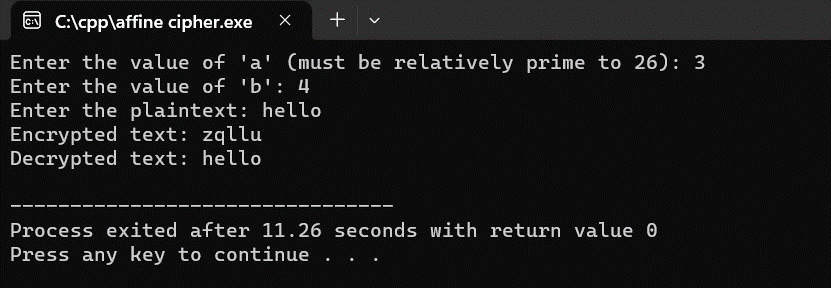 C:\cpp\affine cipher.exe
Enter the value of 'a' (must be relatively prime to 26): 3
Enter the value of 'b': 4
Enter the plaintext: hello
Encrypted text: zqllu
Decrypted text: hello
--------------------------------
Process exited after 11.26 seconds with return value 0
Press any key to continue . . .